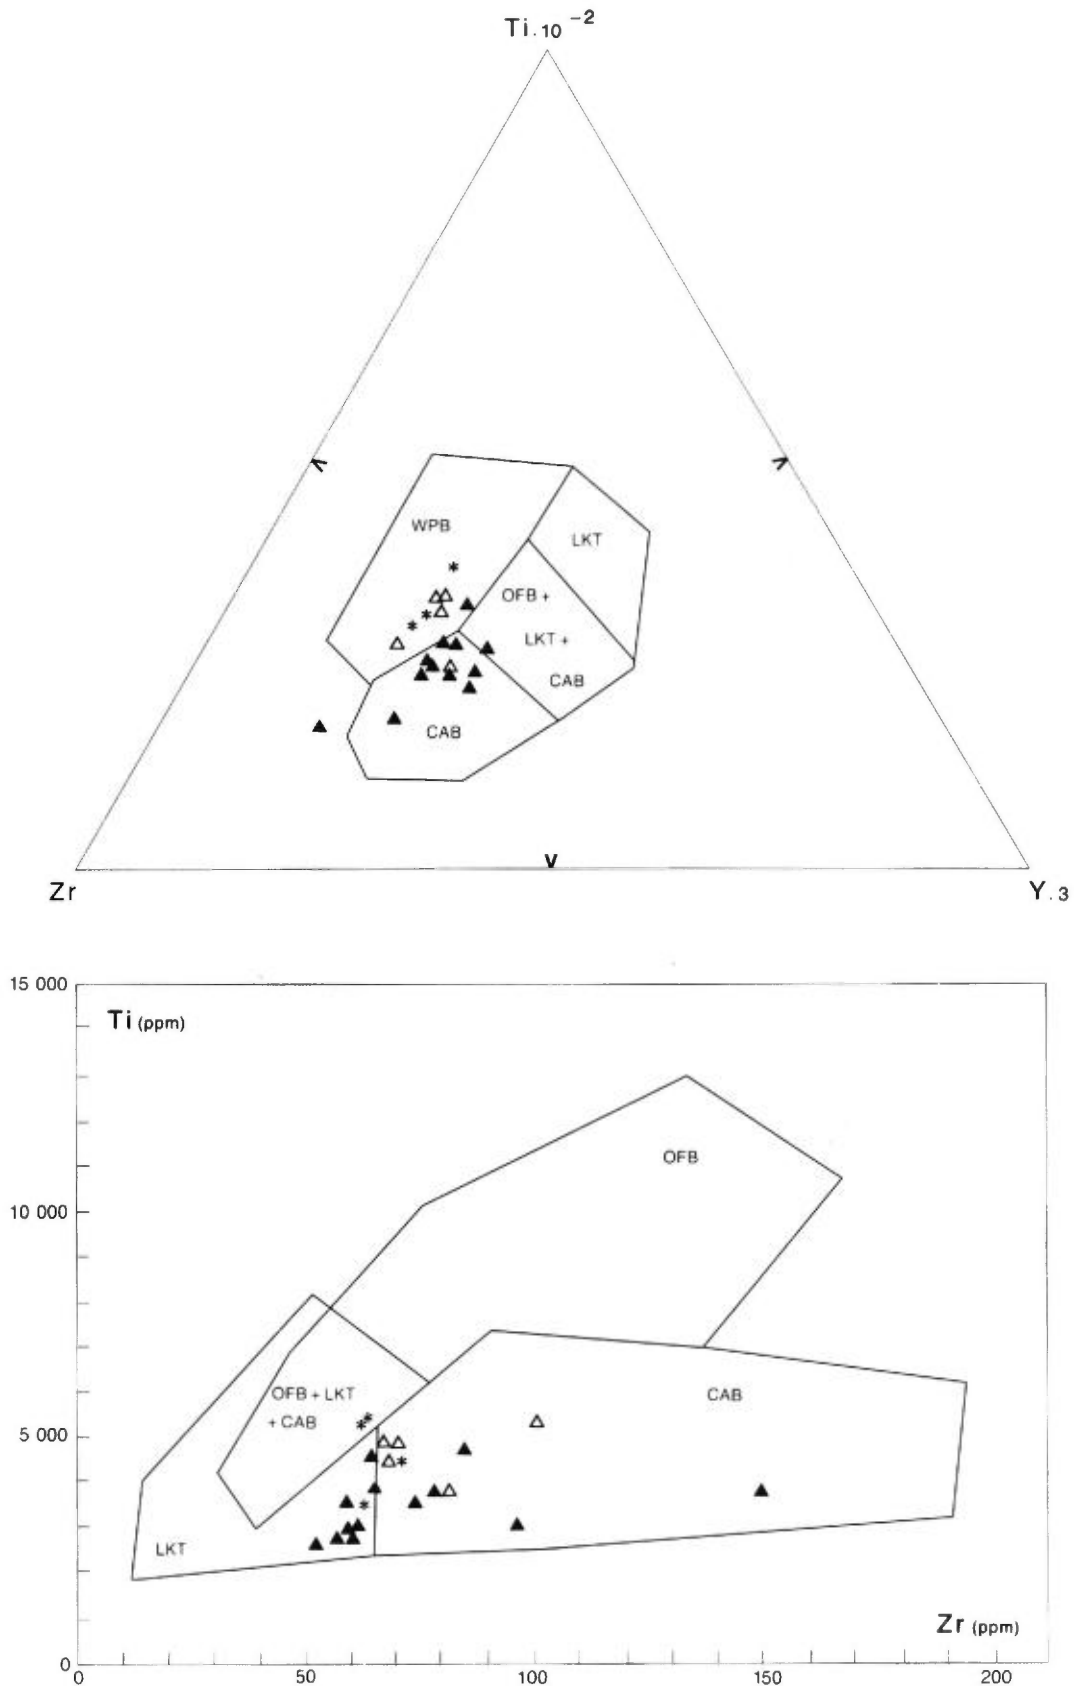 Ti.10⁻²
WPB
LKT
OFB +
LKT +
CAB
CAB
Zr
Y.3
15 000
Ti (ppm)
OFB
10 000
OFB + LKT
+ CAB
CAB
5 000
LKT
Zr (ppm)
0
0 50 100 150 200